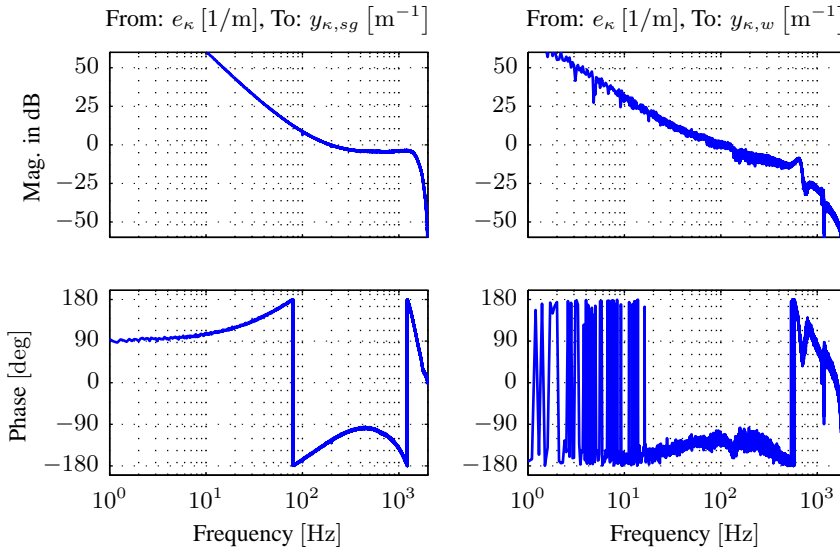 From: e_κ [1/m], To: y_{κ,sg} [m⁻¹]
From: e_κ [1/m], To: y_{κ,w} [m⁻¹]
50
25
0
−25
−50
Mag. in dB
50
25
0
−25
−50
180
90
0
−90
−180
Phase [deg]
180
90
0
−90
−180
10⁰ 10¹ 10² 10³
Frequency [Hz]
10⁰ 10¹ 10² 10³
Frequency [Hz]